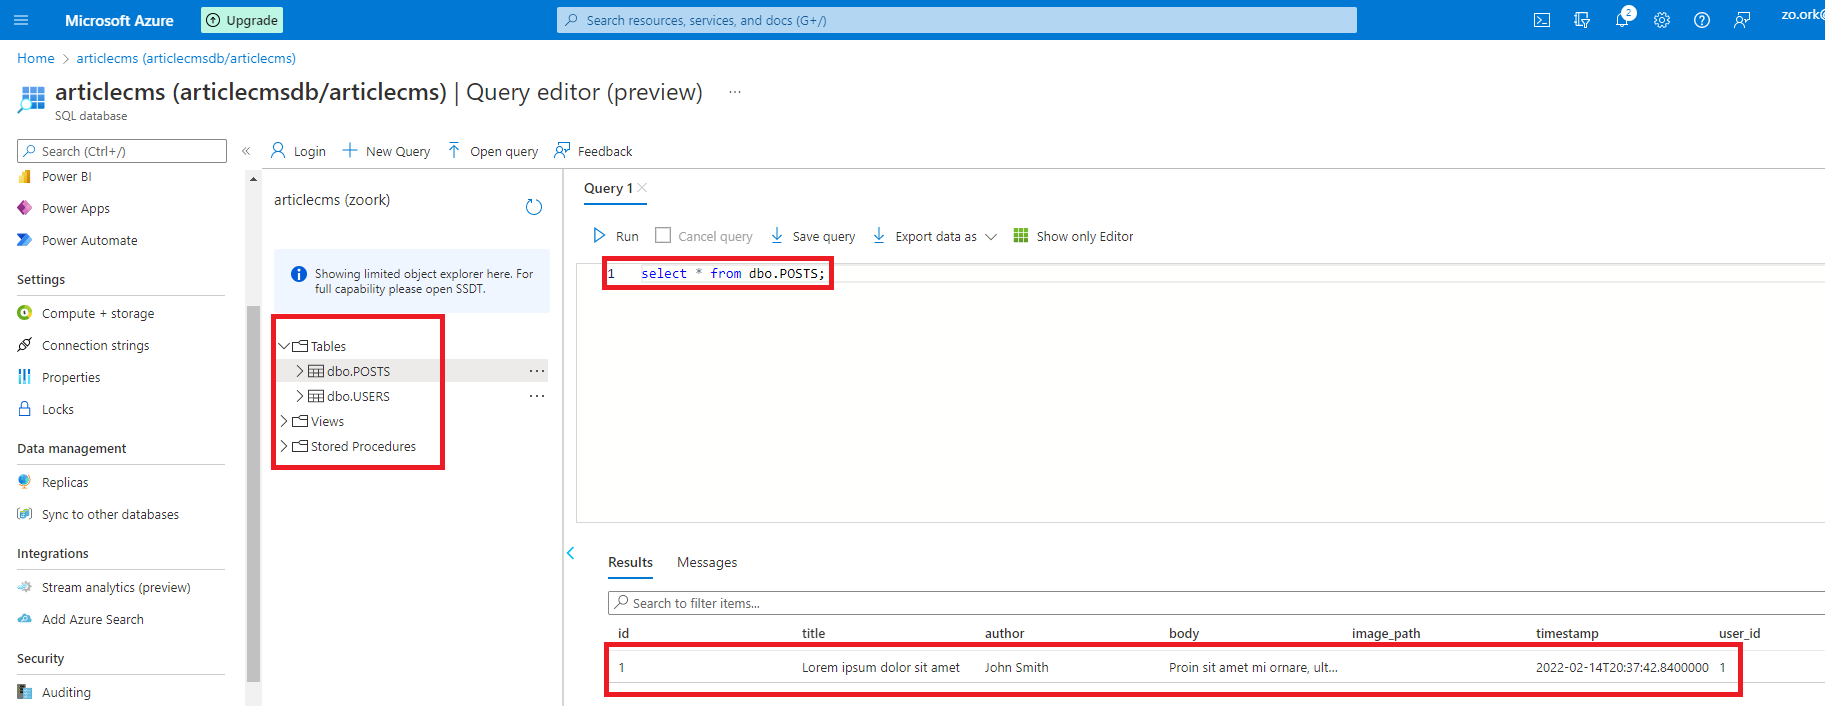 Microsoft Azure
Upgrade
Search resources, services, and docs (G+/)
2
zo.ork@
Home > articlecms (articlecmsdb/articlecms)
articlecms (articlecmsdb/articlecms) | Query editor (preview) ...
SQL database
Search (Ctrl+/)
«
Login
New Query
Open query
Feedback
Power BI
Power Apps
Power Automate
Settings
Compute + storage
Connection strings
Properties
Locks
Data management
Replicas
Sync to other databases
Integrations
Stream analytics (preview)
Add Azure Search
Security
Auditing
articlecms (zoork)
Showing limited object explorer here. For
full capability please open SSDT.
Tables
dbo.POSTS ...
dbo.USERS ...
Views
Stored Procedures
Query 1
Run
Cancel query
Save query
Export data as
Show only Editor
1 select * from dbo.POSTS;
Results Messages
Search to filter items...
id title author body image_path timestamp user_id
1 Lorem ipsum dolor sit amet John Smith Proin sit amet mi ornare, ult... 2022-02-14T20:37:42.8400000 1